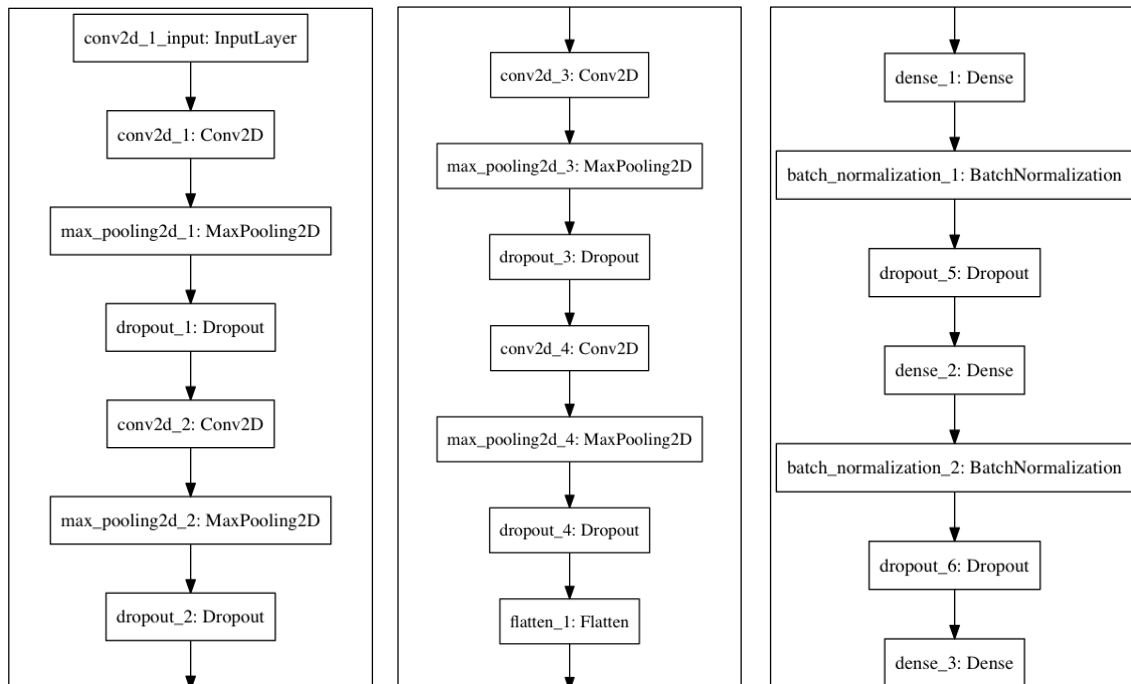 conv2d_1_input: InputLayer
conv2d_1: Conv2D
max_pooling2d_1: MaxPooling2D
dropout_1: Dropout
conv2d_2: Conv2D
max_pooling2d_2: MaxPooling2D
dropout_2: Dropout
conv2d_3: Conv2D
max_pooling2d_3: MaxPooling2D
dropout_3: Dropout
conv2d_4: Conv2D
max_pooling2d_4: MaxPooling2D
dropout_4: Dropout
flatten_1: Flatten
dense_1: Dense
batch_normalization_1: BatchNormalization
dropout_5: Dropout
dense_2: Dense
batch_normalization_2: BatchNormalization
dropout_6: Dropout
dense_3: Dense